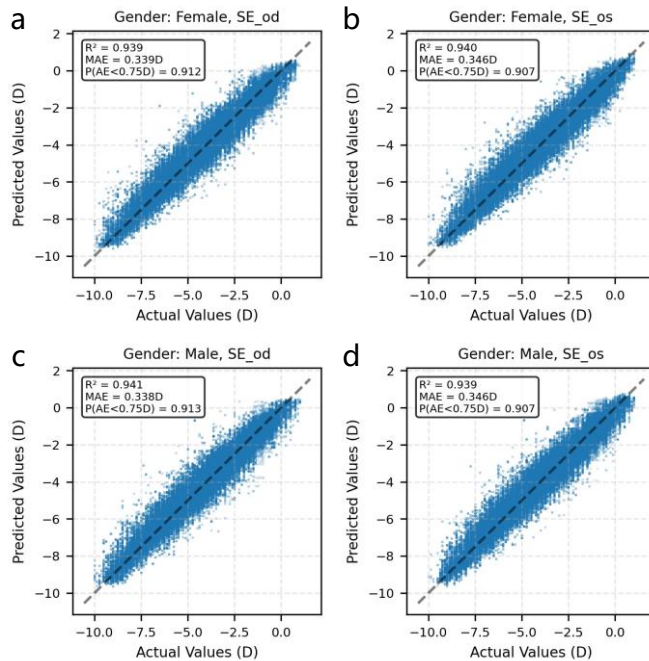 a
Gender: Female, SE_od
R² = 0.939
MAE = 0.339D
P(AE<0.75D) = 0.912
2
0
−2
−4
−6
−8
−10
Predicted Values (D)
−10.0 −7.5 −5.0 −2.5 0.0
Actual Values (D)
b
Gender: Female, SE_os
R² = 0.940
MAE = 0.346D
P(AE<0.75D) = 0.907
2
0
−2
−4
−6
−8
−10
Predicted Values (D)
−10.0 −7.5 −5.0 −2.5 0.0
Actual Values (D)
c
Gender: Male, SE_od
R² = 0.941
MAE = 0.338D
P(AE<0.75D) = 0.913
2
0
−2
−4
−6
−8
−10
Predicted Values (D)
−10.0 −7.5 −5.0 −2.5 0.0
Actual Values (D)
d
Gender: Male, SE_os
R² = 0.939
MAE = 0.346D
P(AE<0.75D) = 0.907
2
0
−2
−4
−6
−8
−10
Predicted Values (D)
−10.0 −7.5 −5.0 −2.5 0.0
Actual Values (D)